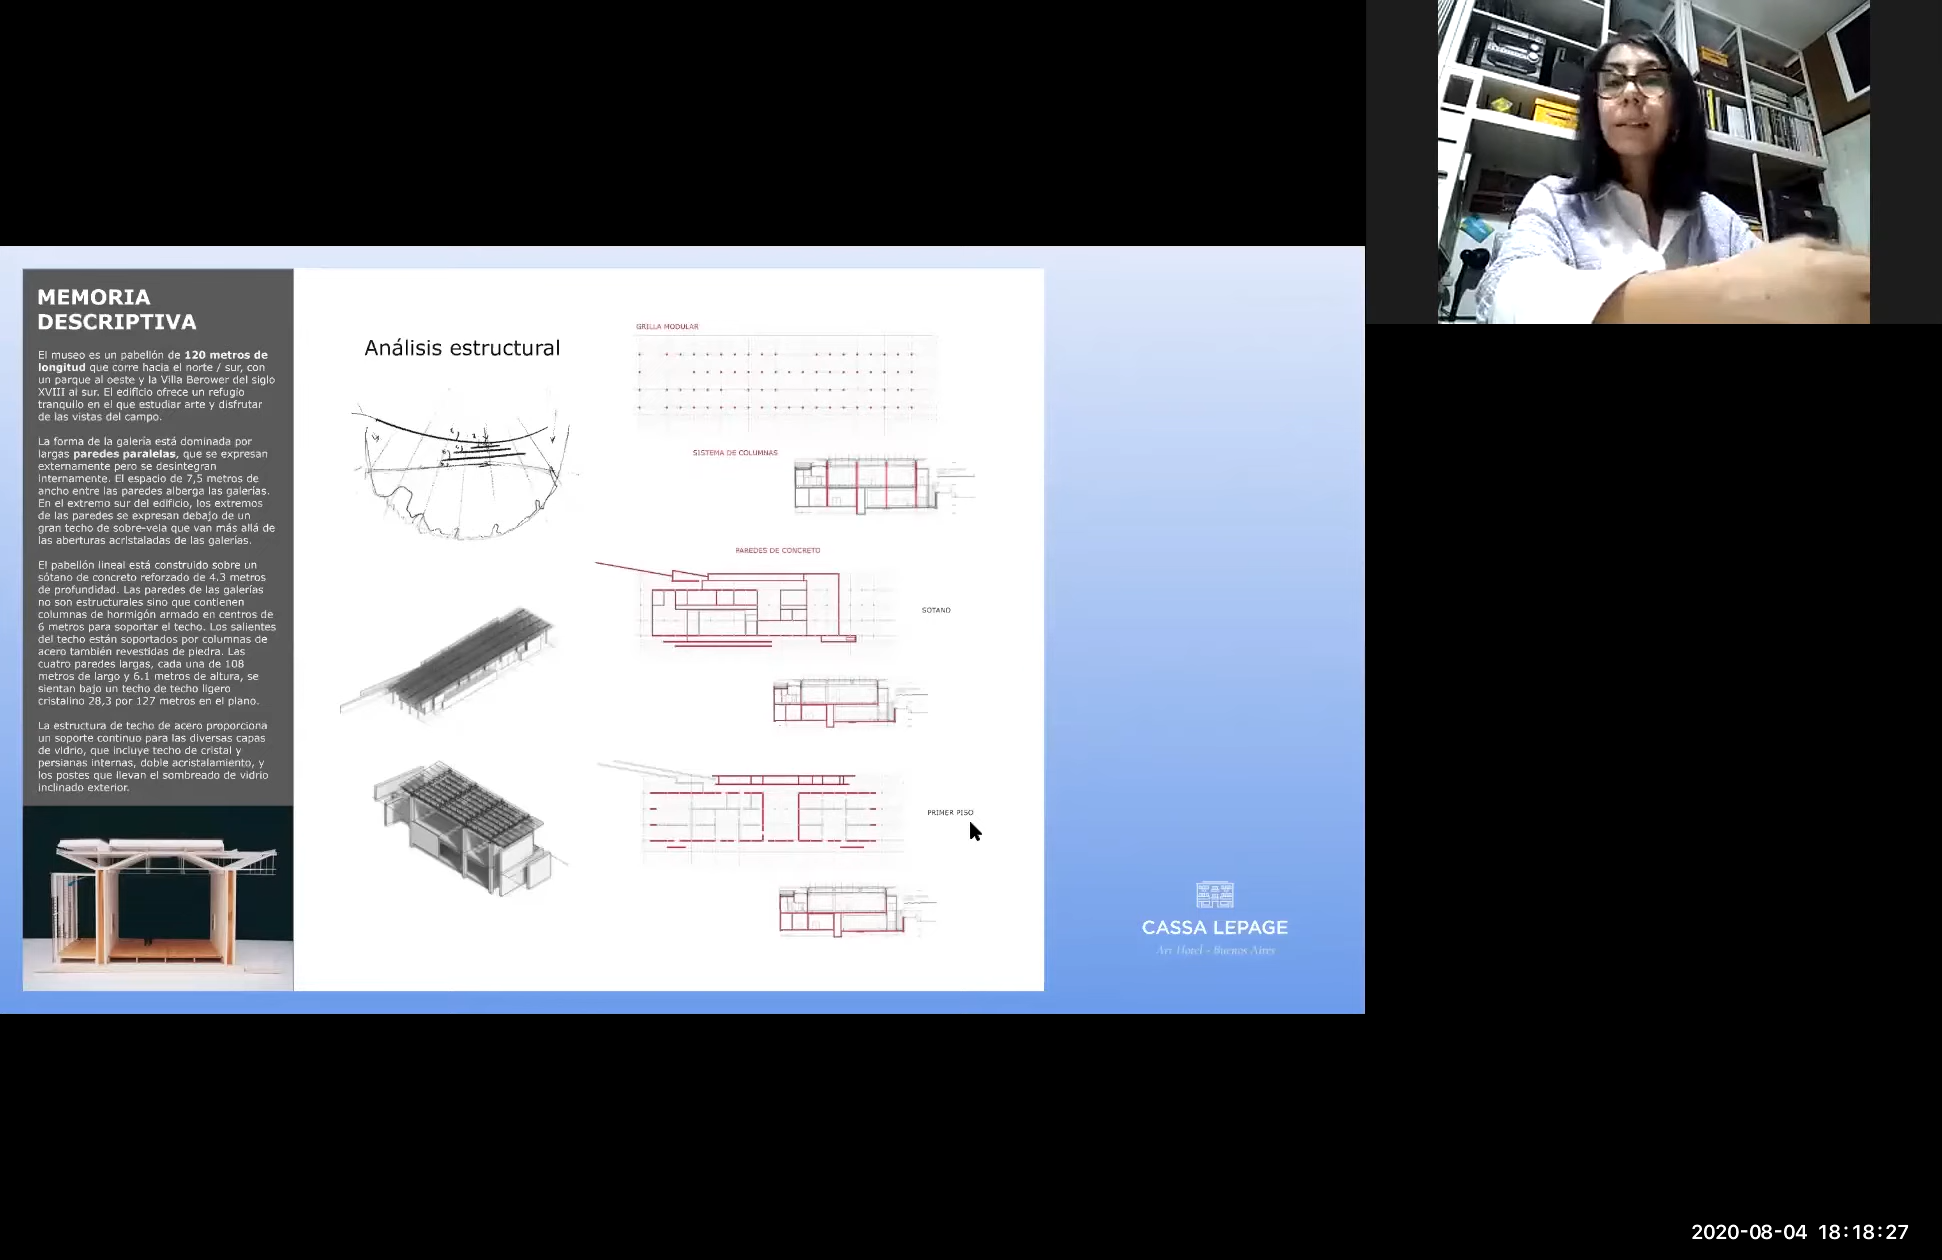 MEMORIA
DESCRIPTIVA
El museo es un pabellón de 120 metros de
longitud que corre hacia el norte / sur, con
un parque al oeste y la Villa Berower del siglo
XVIII al sur. El edificio ofrece un refugio
tranquilo en el que estudiar arte y disfrutar
de las vistas del campo.
La forma de la galería está dominada por
largas paredes paralelas, que se expresan
externamente pero se desintegran
internamente. El espacio de 7,5 metros de
ancho entre las paredes alberga las galerías.
En el extremo sur del edificio, los extremos
de las paredes se expresan debajo de un
gran techo de sobre-vela que van más allá de
las aberturas acristaladas de las galerías.
El pabellón lineal está construido sobre un
sótano de concreto reforzado de 4.3 metros
de profundidad. Las paredes de las galerías
no son estructurales sino que contienen
columnas de hormigón armado en centros de
6 metros para soportar el techo. Los salientes
del techo están soportados por columnas de
acero también revestidas de piedra. Las
cuatro paredes largas, cada una de 108
metros de largo y 6.1 metros de altura, se
sientan bajo un techo de techo ligero
cristalino 28,3 por 127 metros en el plano.
La estructura de techo de acero proporciona
un soporte continuo para las diversas capas
de vidrio, que incluye techo de cristal y
persianas internas, doble acristalamiento, y
los postes que llevan el sombreado de vidrio
inclinado exterior.
Análisis estructural
GRILLA MODULAR
SISTEMA DE COLUMNAS
PAREDES DE CONCRETO
SOTANO
PRIMER PISO
CASSA LEPAGE
Art Hotel - Buenos Aires
2020-08-04 18:18:27